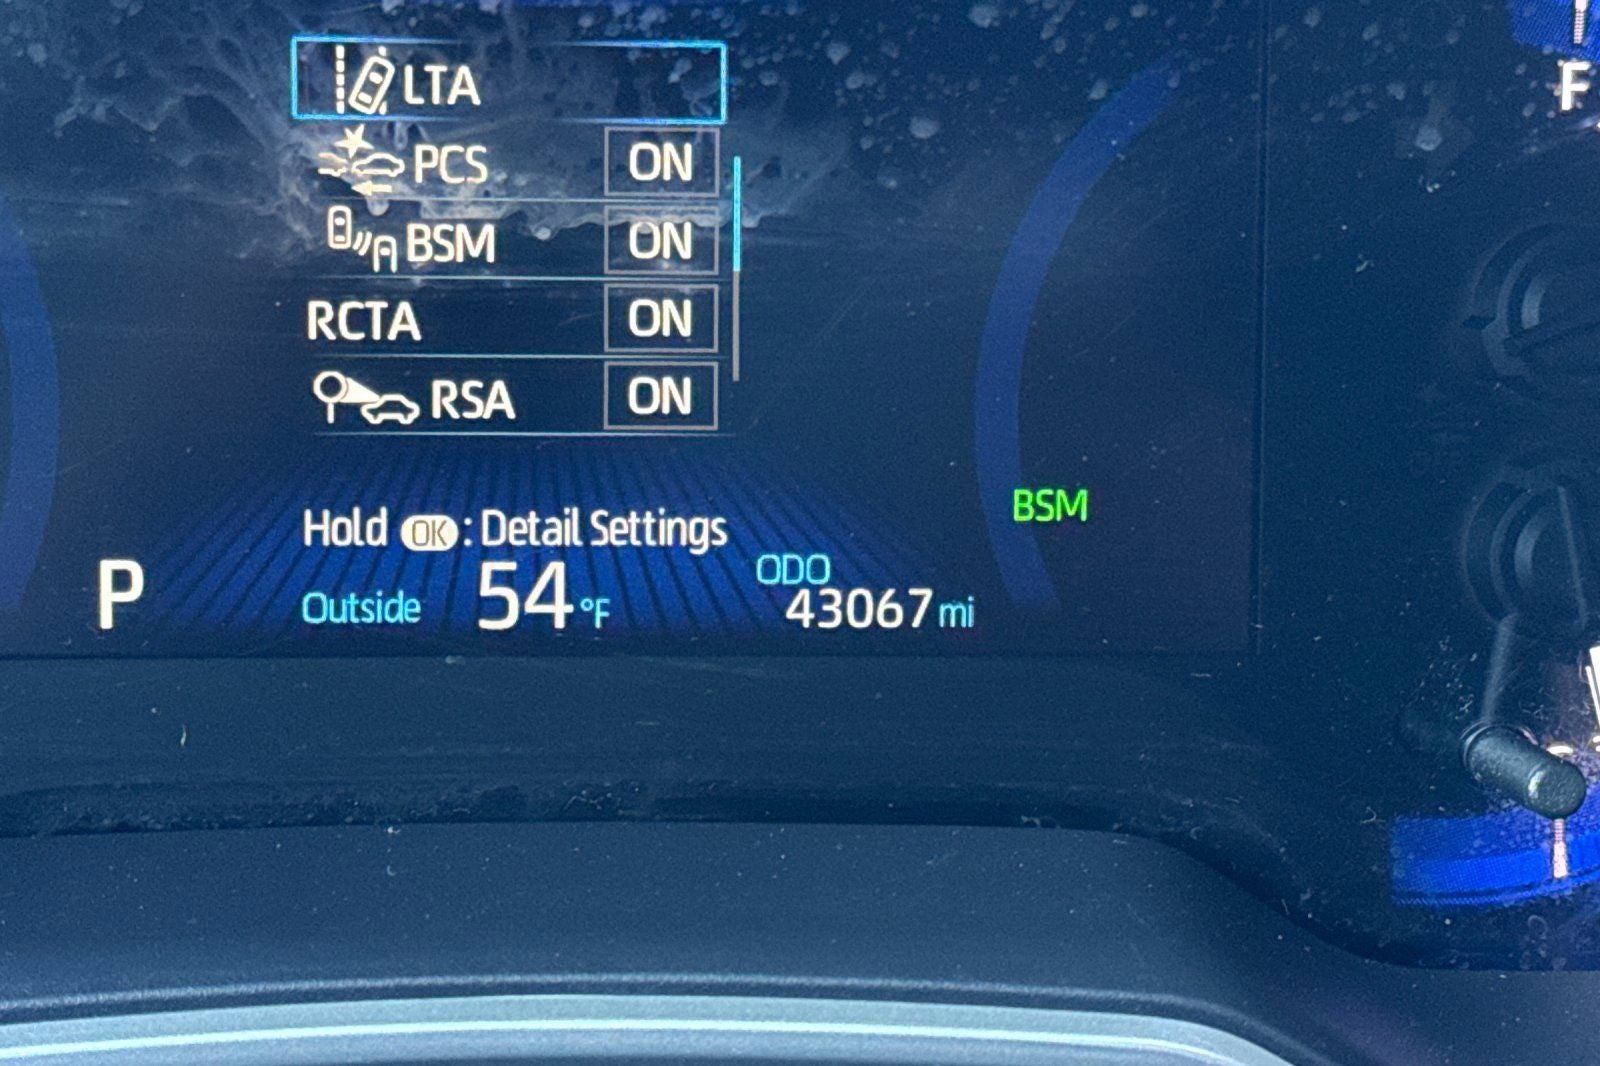 LTA
PCS ON
BSM ON
RCTA ON
RSA ON
Hold OK : Detail Settings
P
Outside 54 °F
ODO
43067 mi
BSM
F